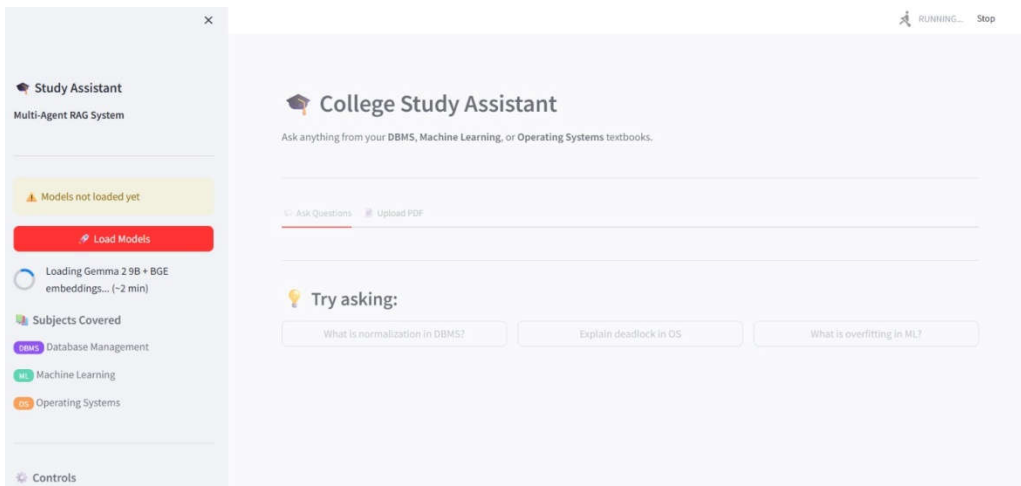 RUNNING...
Stop
Study Assistant
Multi-Agent RAG System
Models not loaded yet
Load Models
Loading Gemma 2 9B + BGE
embeddings... (~2 min)
Subjects Covered
DBMS Database Management
ML Machine Learning
OS Operating Systems
Controls
College Study Assistant
Ask anything from your DBMS, Machine Learning, or Operating Systems textbooks.
Ask Questions
Upload PDF
Try asking:
What is normalization in DBMS?
Explain deadlock in OS
What is overfitting in ML?